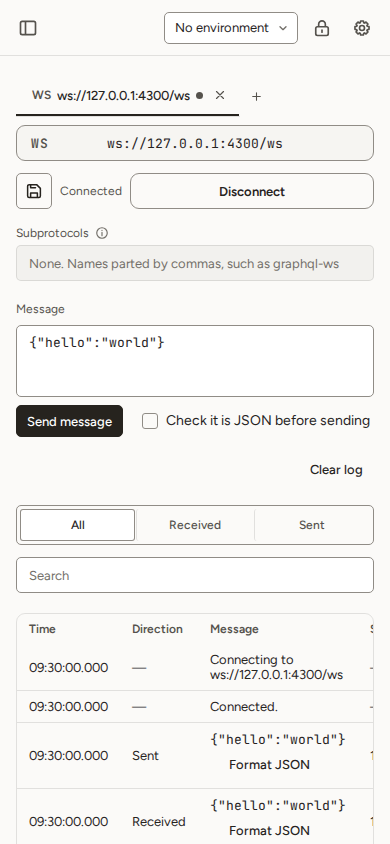 No environment
WS ws://127.0.0.1:4300/ws
WS ws://127.0.0.1:4300/ws
Connected Disconnect
Subprotocols
None. Names parted by commas, such as graphql-ws
Message
{"hello":"world"}
Send message Check it is JSON before sending
Clear log
All Received Sent
Search
Time Direction Message
09:30:00.000 — Connecting to
ws://127.0.0.1:4300/ws
09:30:00.000 — Connected.
{"hello":"world"}
09:30:00.000 Sent
Format JSON
{"hello":"world"}
09:30:00.000 Received
Format JSON